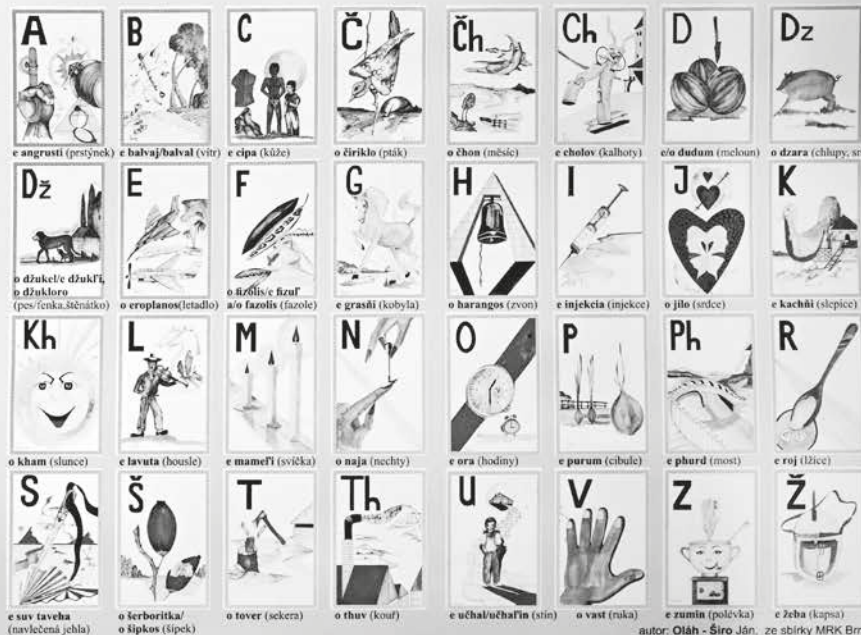 A B C Č Čh Ch D Dz
e angrusti (prstýnek) e balvaj/balval (vítr) e cipa (kůže) o čiriklo (pták) o čhon (měsíc) e cholov (kalhoty) e/o dudum (meloun) o dzara (chlupy,
Dž E F G H I J K
o džukel/e džukľi,
o džukloro
(pes/fenka,štěnátko) o eroplanos(letadlo)
o fizolis/e fizuľ
a/o fazolis (fazole) e grasňi (kobyla) o harangos (zvon) e injekcia (injekce) o jilo (srdce) e kachňi (slepice)
Kh L M N O P Ph R
o kham (slunce) e lavuta (housle) e mameľi (svíčka) o naja (nechty) e ora (hodiny) e purum (cibule) e phurd (most) e roj (lžíce)
S Š T Th U V Z Ž
e suv taveha
(navlečená jehla)
o šerboritka/
o šipkos (šípek) o tover (sekera) o thuv (kouř) e učhal/učhaľin (stín) o vast (ruka) e zumin (polévka) e žeba (kapsa)
autor: Oláh - Širo Ján, ze sbírky MRK